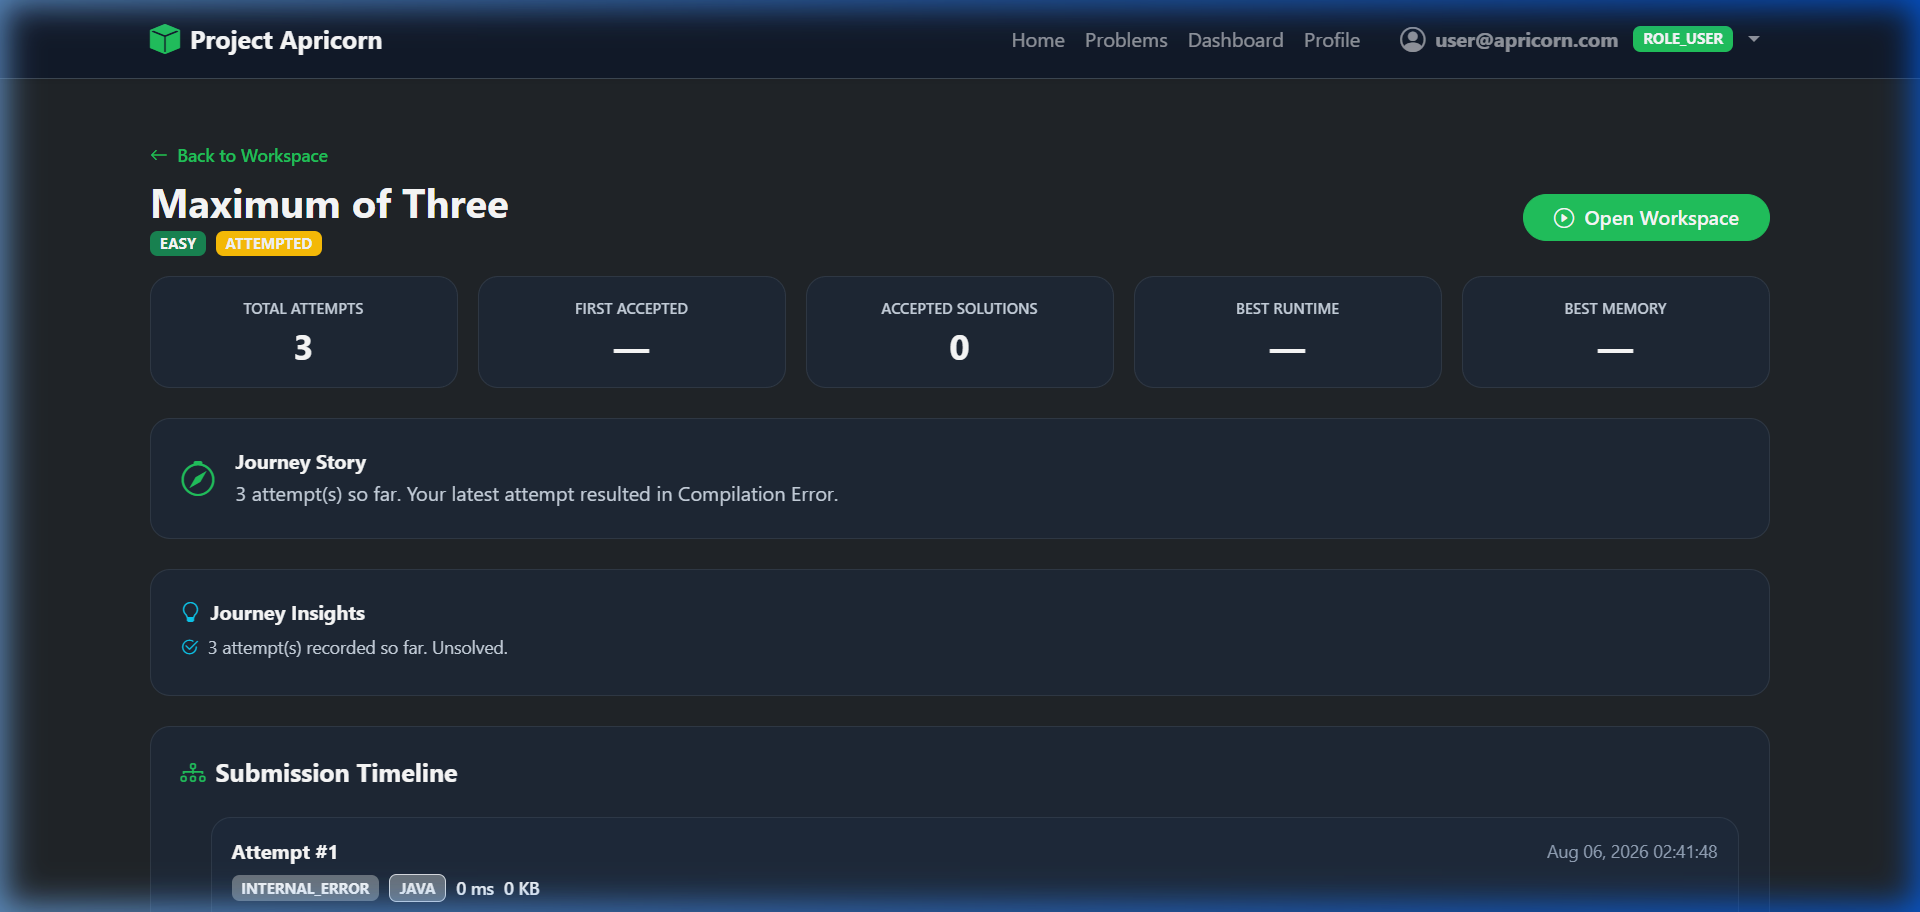 Project Apricorn
Home Problems Dashboard Profile user@apricorn.com ROLE_USER
Back to Workspace
Maximum of Three
EASY ATTEMPTED
Open Workspace
TOTAL ATTEMPTS
3
FIRST ACCEPTED
—
ACCEPTED SOLUTIONS
0
BEST RUNTIME
—
BEST MEMORY
—
Journey Story
3 attempt(s) so far. Your latest attempt resulted in Compilation Error.
Journey Insights
3 attempt(s) recorded so far. Unsolved.
Submission Timeline
Attempt #1
Aug 06, 2026 02:41:48
INTERNAL_ERROR JAVA 0 ms 0 KB